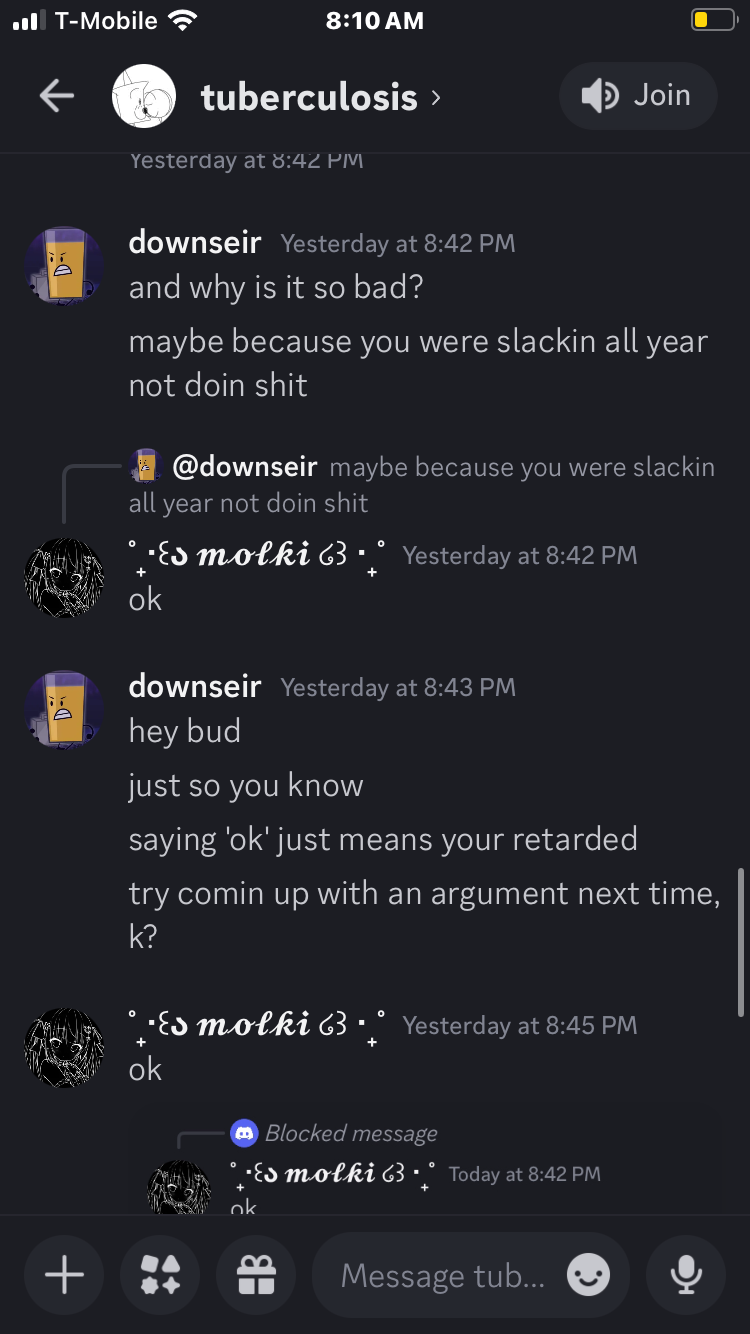 T-Mobile 8:10 AM
tuberculosis
Join
Yesterday at 8:42 PM
downseir Yesterday at 8:42 PM
and why is it so bad?
maybe because you were slackin all year
not doin shit
@downseir maybe because you were slackin
all year not doin shit
˚₊‧꒰ა 𝓶𝓸𝓵𝓴𝓲 ໒꒱ ‧₊˚ Yesterday at 8:42 PM
ok
downseir Yesterday at 8:43 PM
hey bud
just so you know
saying 'ok' just means your retarded
try comin up with an argument next time,
k?
˚₊‧꒰ა 𝓶𝓸𝓵𝓴𝓲 ໒꒱ ‧₊˚ Yesterday at 8:45 PM
ok
Blocked message
˚₊‧꒰ა 𝓶𝓸𝓵𝓴𝓲 ໒꒱ ‧₊˚ Today at 8:42 PM
ok
Message tub...